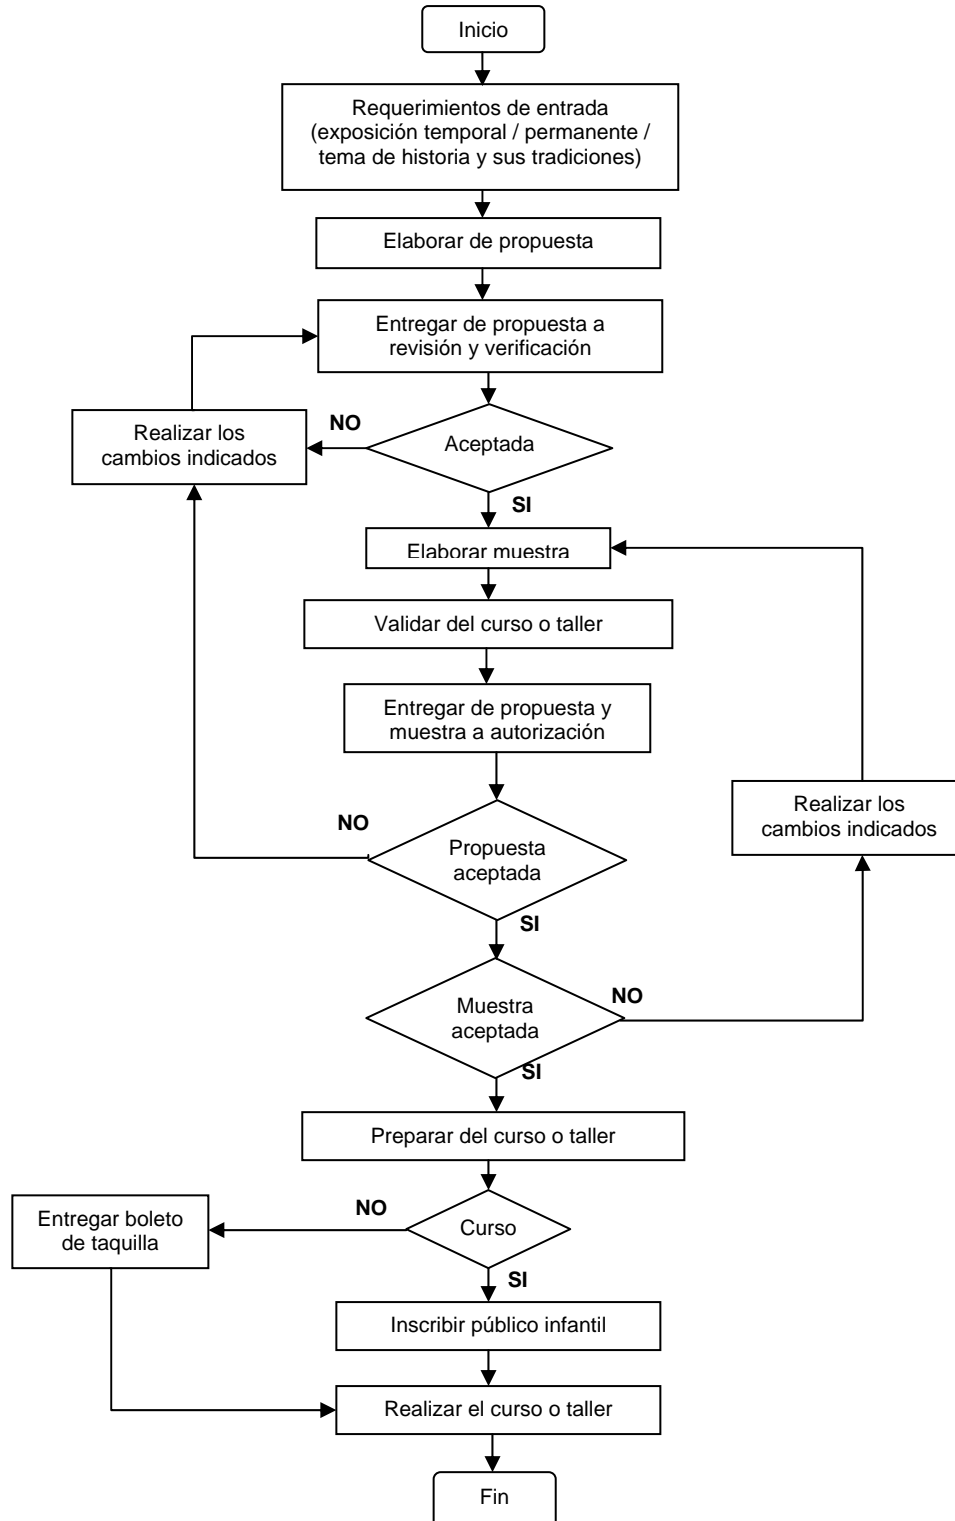 Inicio
Requerimientos de entrada
(exposición temporal / permanente /
tema de historia y sus tradiciones)
Elaborar de propuesta
Entregar de propuesta a
revisión y verificación
NO
Realizar los
cambios indicados
Aceptada
SI
Elaborar muestra
Validar del curso o taller
Entregar de propuesta y
muestra a autorización
Realizar los
cambios indicados
NO
Propuesta
aceptada
SI
Muestra
aceptada
NO
SI
Preparar del curso o taller
NO
Entregar boleto
de taquilla
Curso
SI
Inscribir público infantil
Realizar el curso o taller
Fin